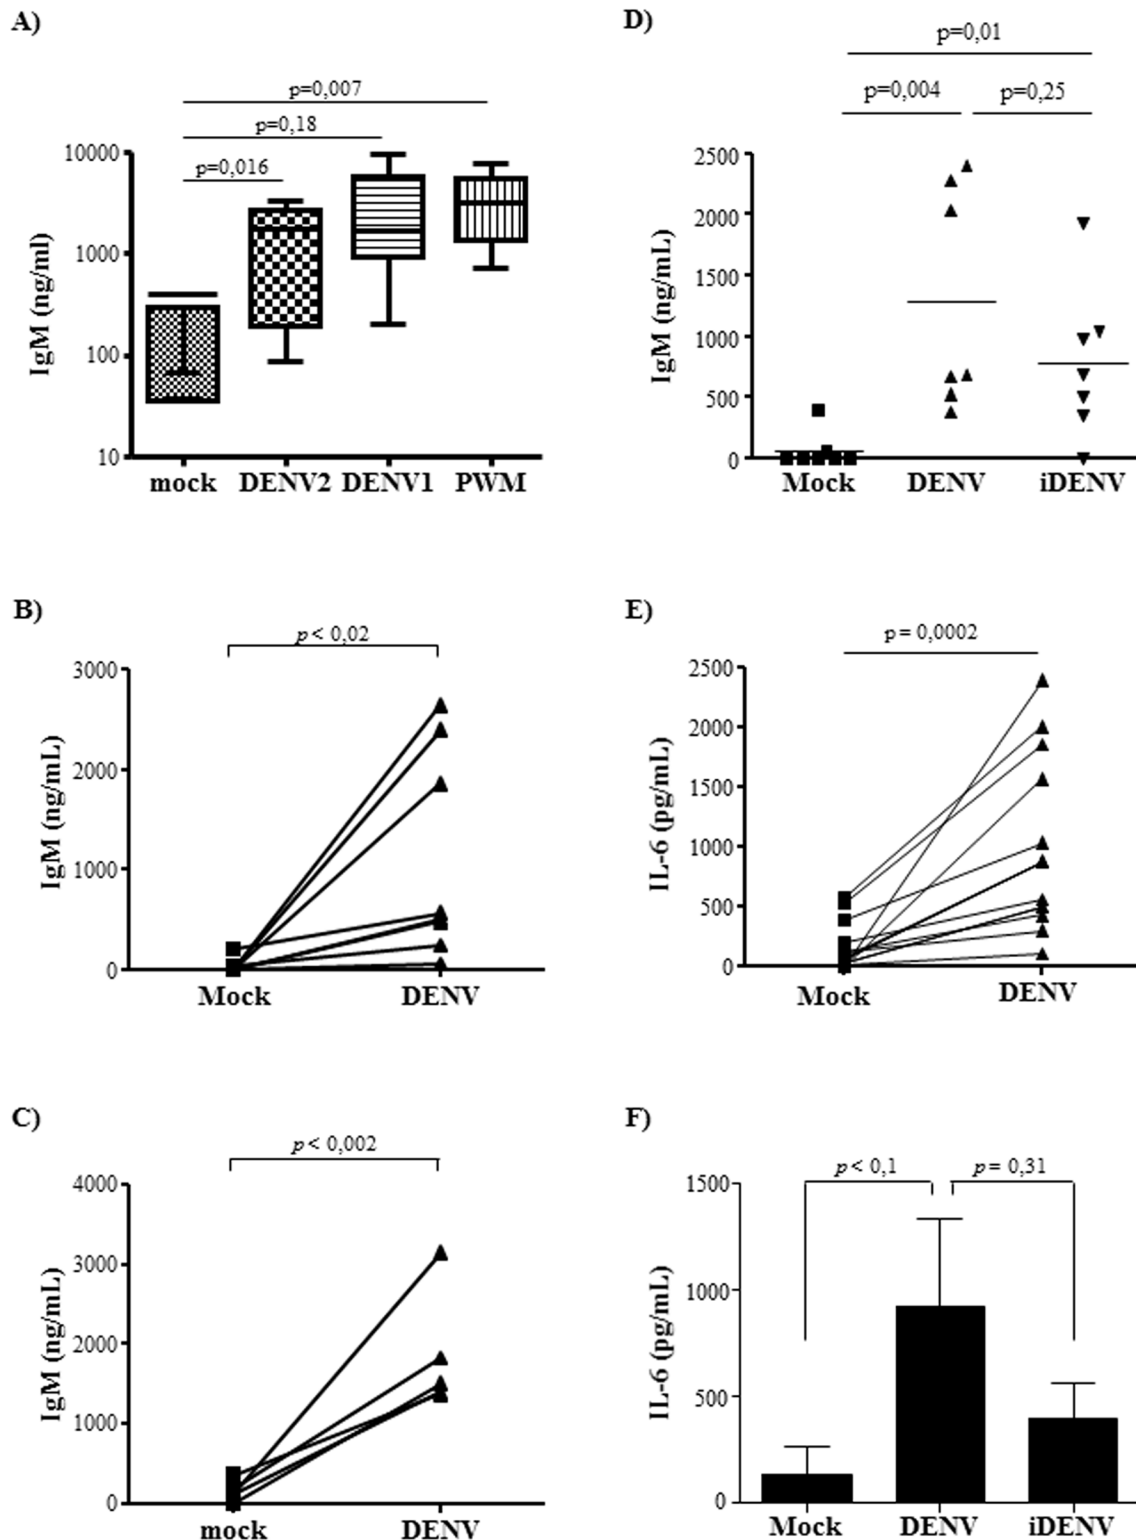 A)
p=0,007
p=0,18
p=0,016
10000
1000
100
10
IgM (ng/ml)
mock DENV2 DENV1 PWM
B)
p < 0,02
3000
2000
1000
0
IgM (ng/mL)
Mock DENV
C)
p < 0,002
4000
3000
2000
1000
0
IgM (ng/mL)
mock DENV
D)
p=0,01
p=0,004 p=0,25
2500
2000
1500
1000
500
0
IgM (ng/mL)
Mock DENV iDENV
E)
p = 0,0002
2500
2000
1500
1000
500
0
IL-6 (pg/mL)
Mock DENV
F)
p < 0,1 p = 0,31
1500
1000
500
0
IL-6 (pg/mL)
Mock DENV iDENV